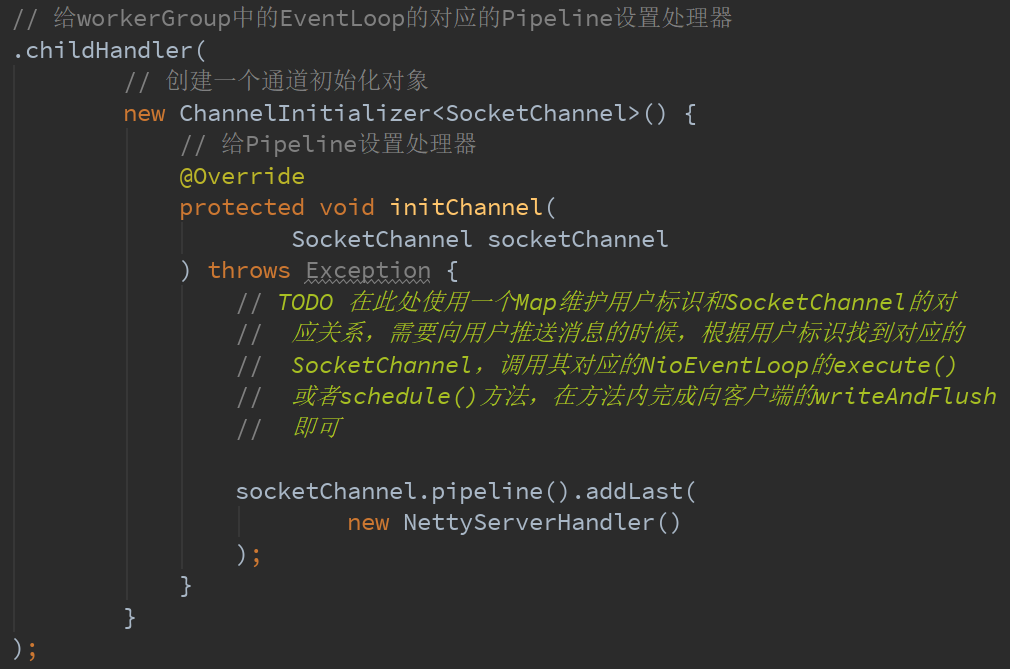 // 给workerGroup中的EventLoop的对应的Pipeline设置处理器
.childHandler(
// 创建一个通道初始化对象
new ChannelInitializer<SocketChannel>() {
// 给Pipeline设置处理器
@Override
protected void initChannel(
SocketChannel socketChannel
) throws Exception {
// TODO 在此处使用一个Map维护用户标识和SocketChannel的对
// 应关系，需要向用户推送消息的时候，根据用户标识找到对应的
// SocketChannel，调用其对应的NioEventLoop的execute()
// 或者schedule()方法，在方法内完成向客户端的writeAndFlush
// 即可
socketChannel.pipeline().addLast(
new NettyServerHandler()
);
}
}
);